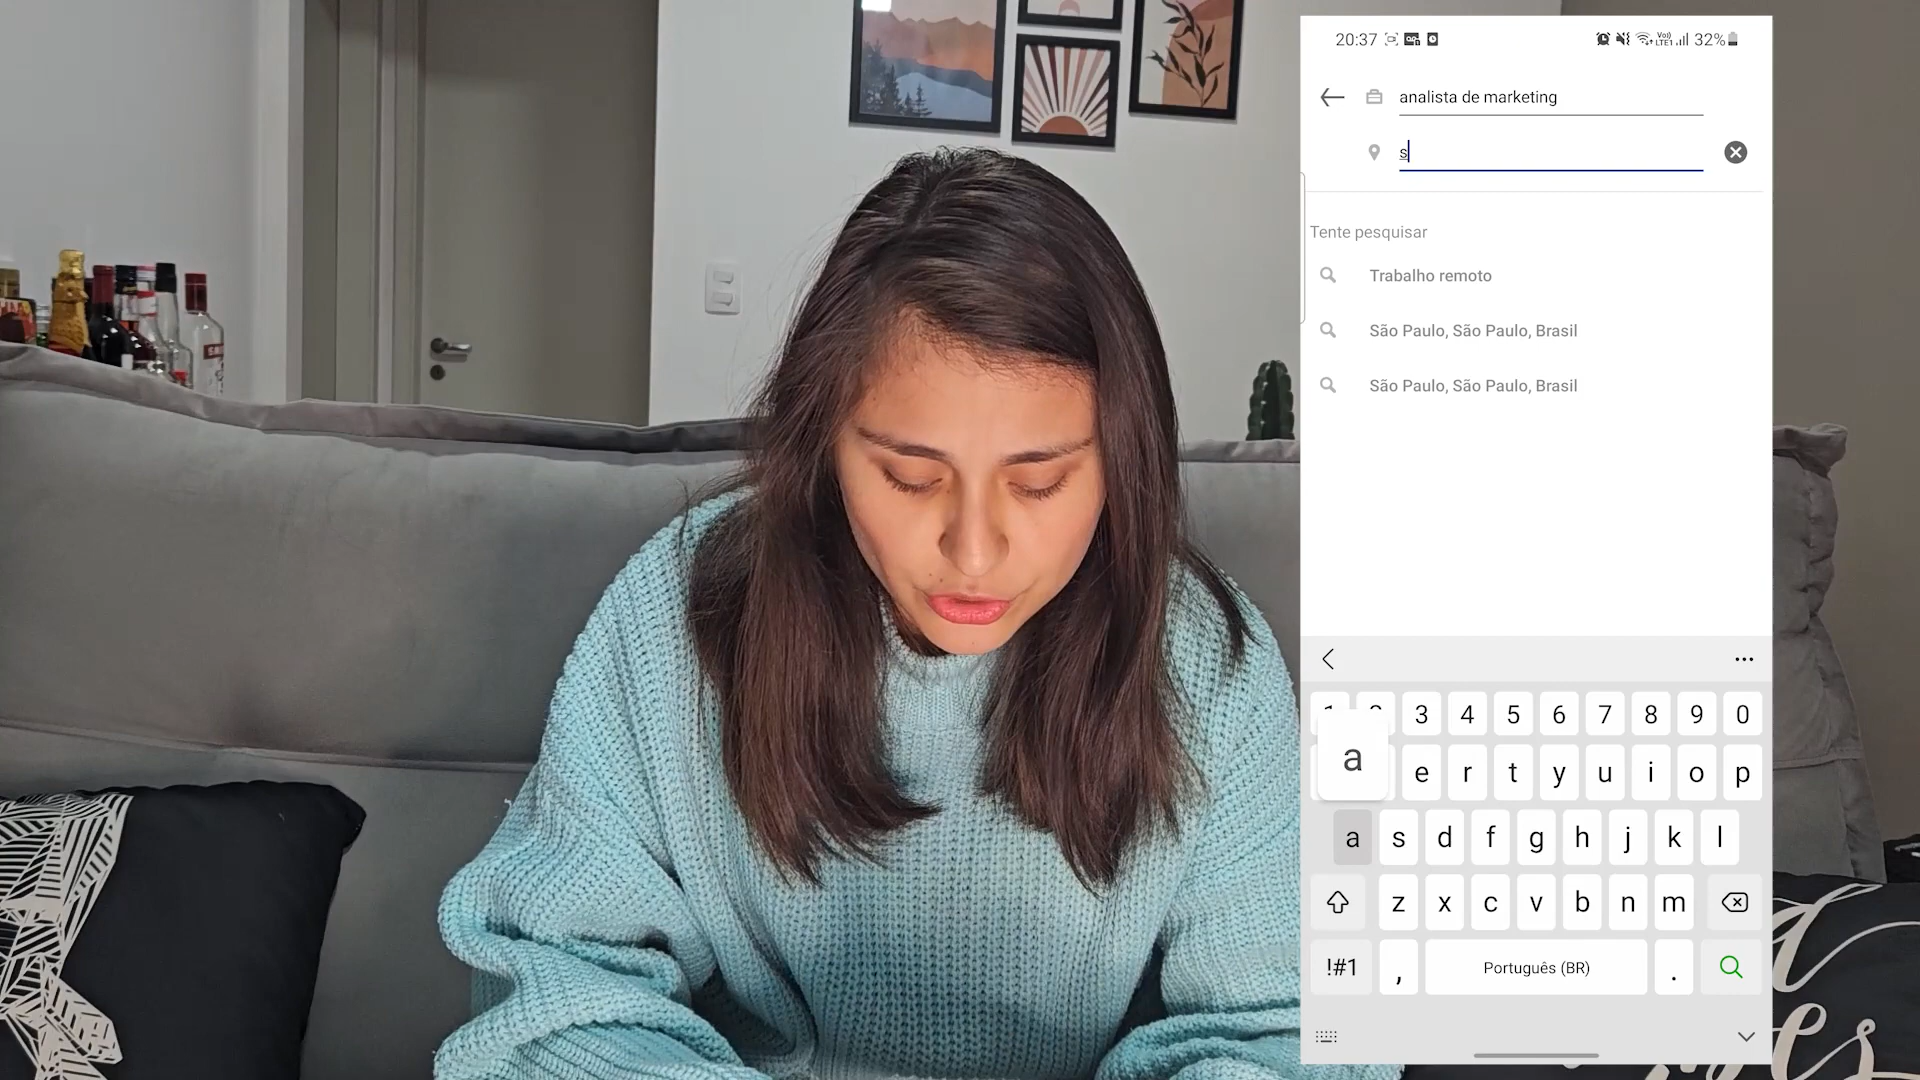 20:37
32%
analista de marketing
s
Tente pesquisar
Trabalho remoto
São Paulo, São Paulo, Brasil
São Paulo, São Paulo, Brasil
3 4 5 6 7 8 9 0
a
e r t y u i o p
a s d f g h j k l
z x c v b n m
!#1 , Português (BR) .